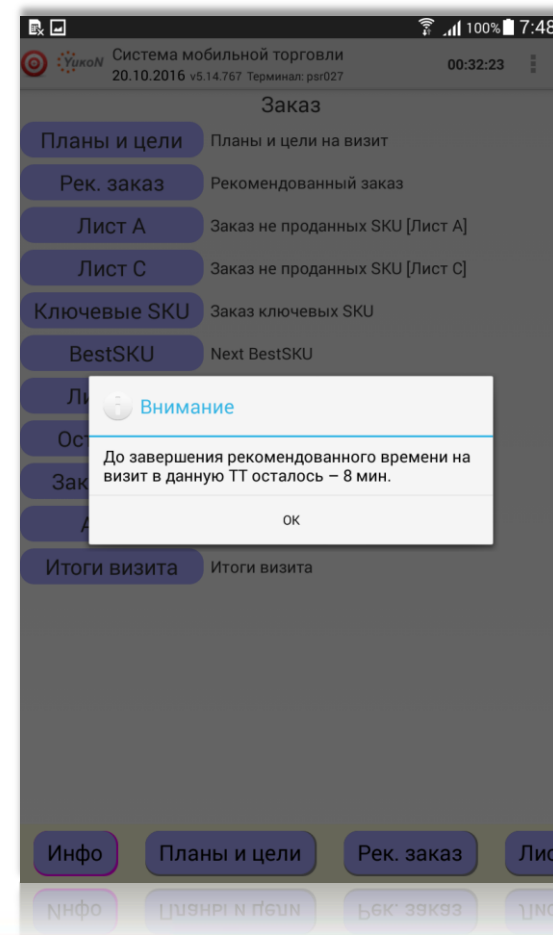 100% 7:48
YukoN Система мобильной торговли
20.10.2016 v5.14.767 Терминал: psr027
00:32:23
Заказ
Планы и цели Планы и цели на визит
Рек. заказ Рекомендованный заказ
Лист А Заказ не проданных SKU [Лист А]
Лист С Заказ не проданных SKU [Лист С]
Ключевые SKU Заказ ключевых SKU
BestSKU Next BestSKU
Внимание
До завершения рекомендованного времени на
визит в данную ТТ осталось – 8 мин.
ОК
Итоги визита Итоги визита
Инфо Планы и цели Рек. заказ